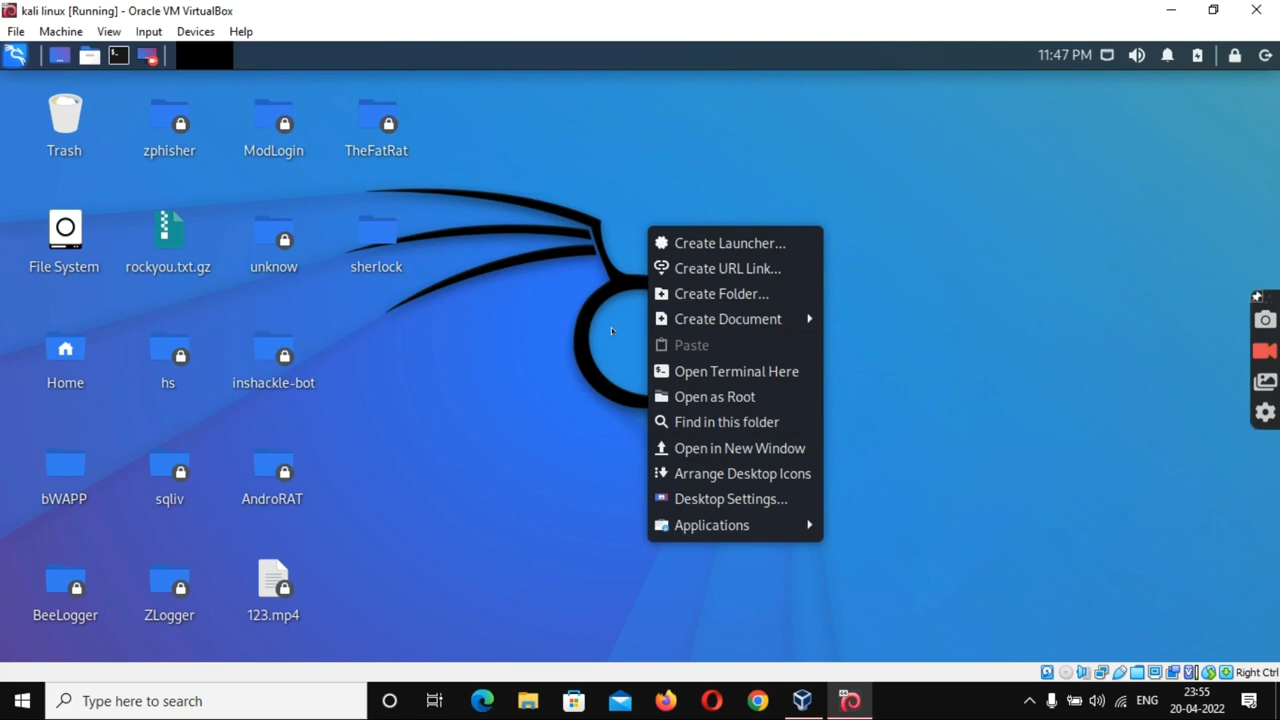 kali linux [Running] - Oracle VM VirtualBox
File Machine View Input Devices Help
11:47 PM
Trash zphisher ModLogin TheFatRat
File System rockyou.txt.gz unknow sherlock
Home hs inshackle-bot
bWAPP sqliv AndroRAT
BeeLogger ZLogger 123.mp4
Create Launcher...
Create URL Link...
Create Folder...
Create Document
Paste
Open Terminal Here
Open as Root
Find in this folder
Open in New Window
Arrange Desktop Icons
Desktop Settings...
Applications
Right Ctrl
Type here to search
ENG
23:55
20-04-2022